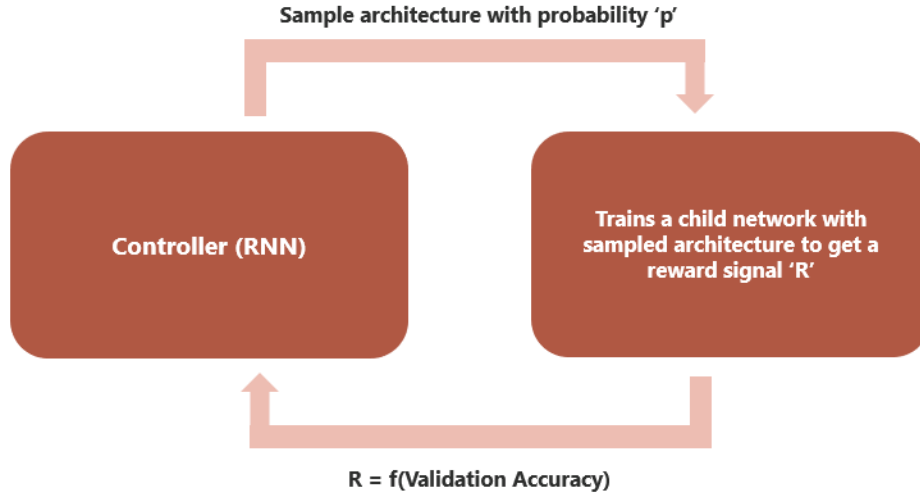 Sample architecture with probability ‘p’
Controller (RNN)
Trains a child network with
sampled architecture to get a
reward signal ‘R’
R = f(Validation Accuracy)